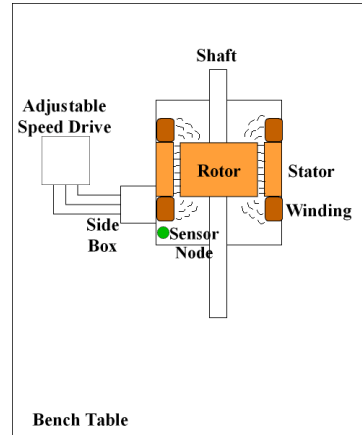 Shaft
Adjustable
Speed Drive
Rotor
Stator
Winding
Side
Box
Sensor
Node
Bench Table